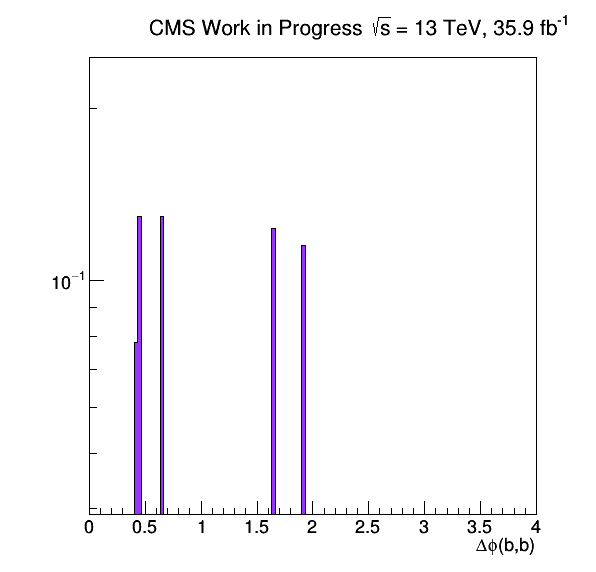 CMS Work in Progress √s = 13 TeV, 35.9 fb⁻¹
10⁻¹
0 0.5 1 1.5 2 2.5 3 3.5 4
Δϕ(b,b)